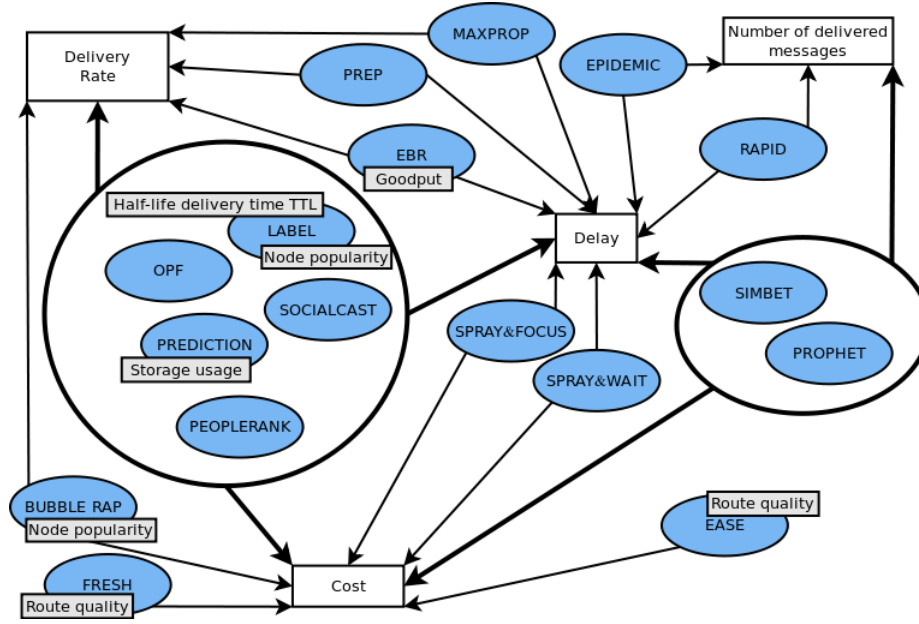 MAXPROP
Number of delivered
messages
Delivery
Rate
PREP
EPIDEMIC
EBR
Goodput
RAPID
Half-life delivery time TTL
LABEL
Node popularity
Delay
OPF
SIMBET
SOCIALCAST
SPRAY&FOCUS
PREDICTION
Storage usage
PROPHET
SPRAY&WAIT
PEOPLERANK
BUBBLE RAP
Node popularity
Route quality
EASE
FRESH
Route quality
Cost